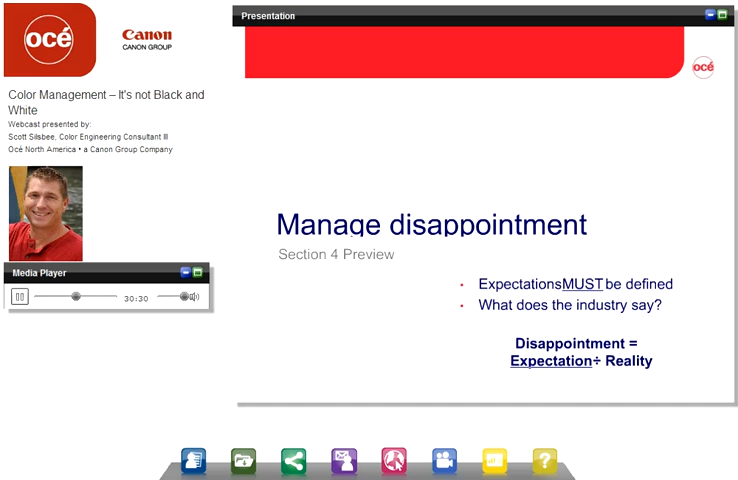 océ
Canon
CANON GROUP
Color Management – It's not Black and
White
Webcast presented by:
Scott Silsbee, Color Engineering Consultant III
Océ North America • a Canon Group Company
Media Player
30:30
Presentation
océ
Manage disappointment
Section 4 Preview
• ExpectationsMUST be defined
• What does the industry say?
Disappointment =
Expectation÷ Reality
?